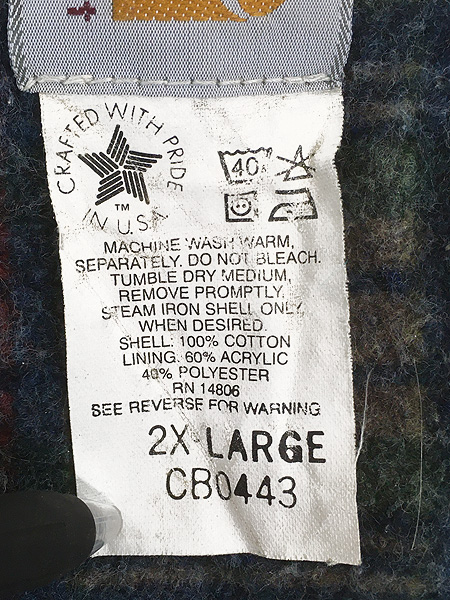 CRAFTED WITH PRIDE
TM
IN U.S.A.
40
MACHINE WASH WARM,
SEPARATELY. DO NOT BLEACH.
TUMBLE DRY MEDIUM,
REMOVE PROMPTLY.
STEAM IRON SHELL ONLY
WHEN DESIRED.
SHELL: 100% COTTON
LINING: 60% ACRYLIC
40% POLYESTER
RN 14806
SEE REVERSE FOR WARNING
2X LARGE
CB0443